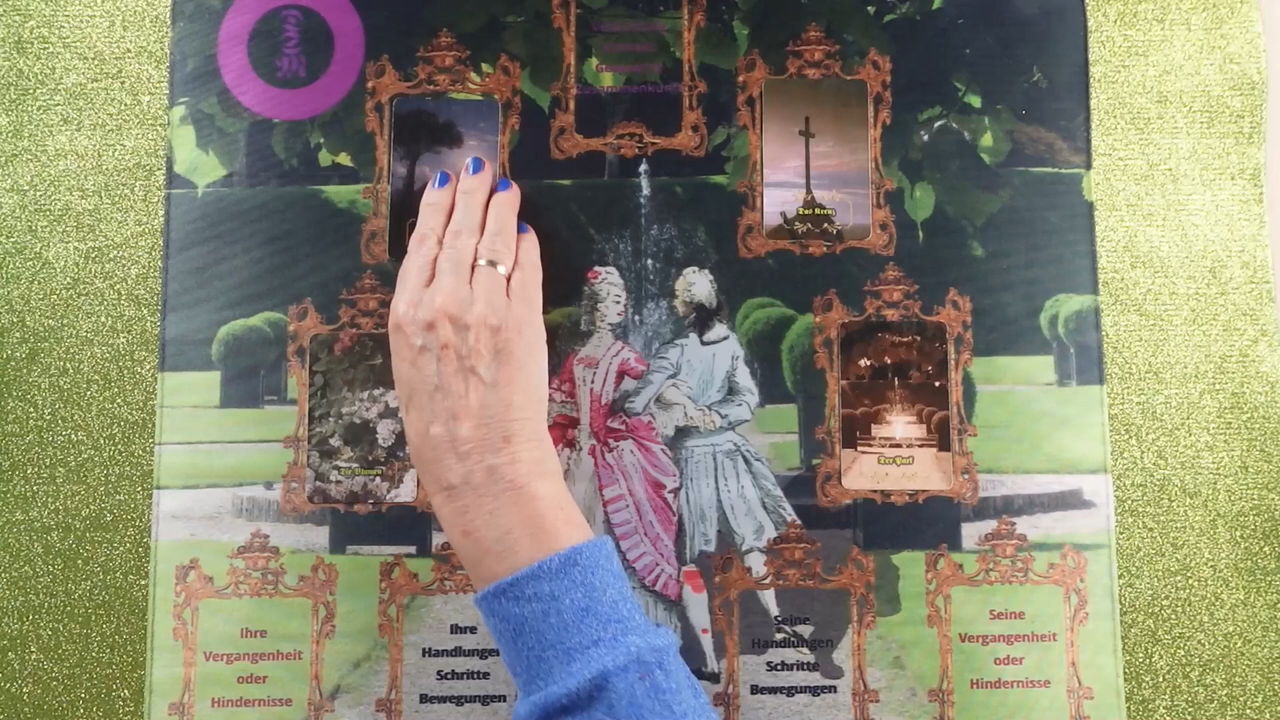 Zusammenkunft
Das Kreuz
Die Blumen
Der Park
Ihre
Vergangenheit
oder
Hindernisse
Ihre
Handlungen
Schritte
Bewegungen
Seine
Handlungen
Schritte
Bewegungen
Seine
Vergangenheit
oder
Hindernisse